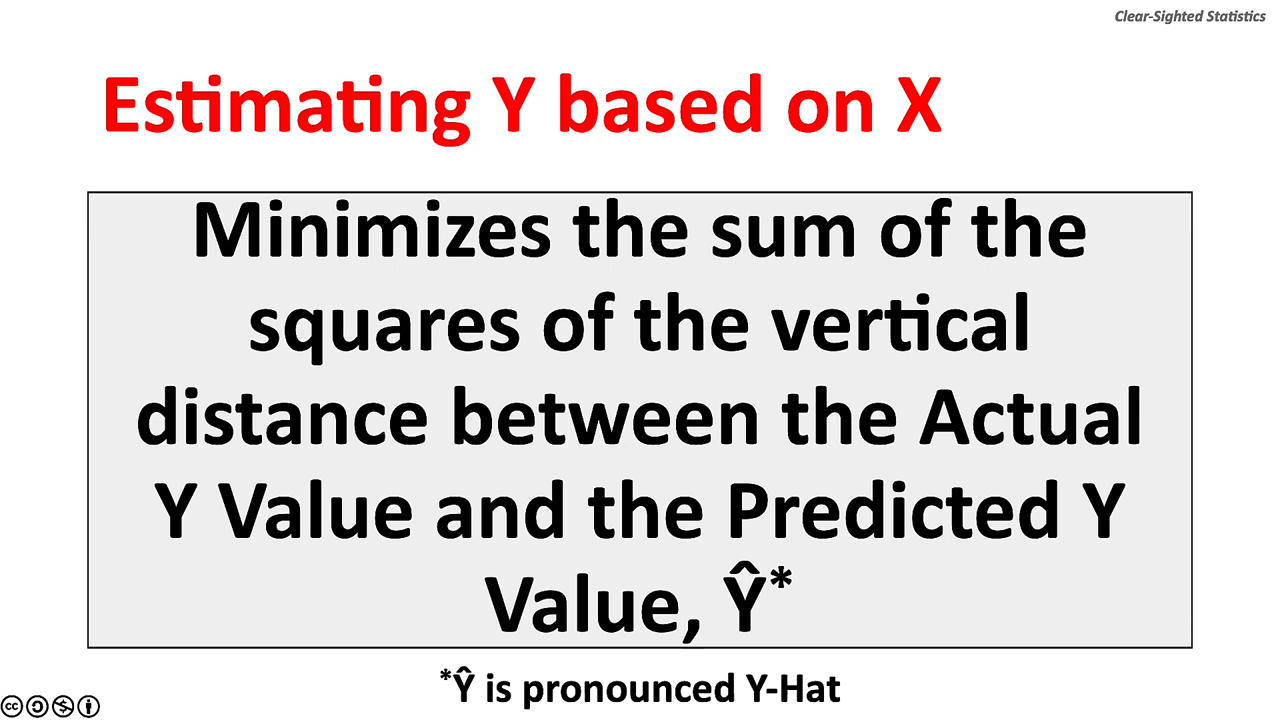 Clear-Sighted Statistics
Estimating Y based on X
Minimizes the sum of the
squares of the vertical
distance between the Actual
Y Value and the Predicted Y
Value, Ŷ*
*Ŷ is pronounced Y-Hat
cc